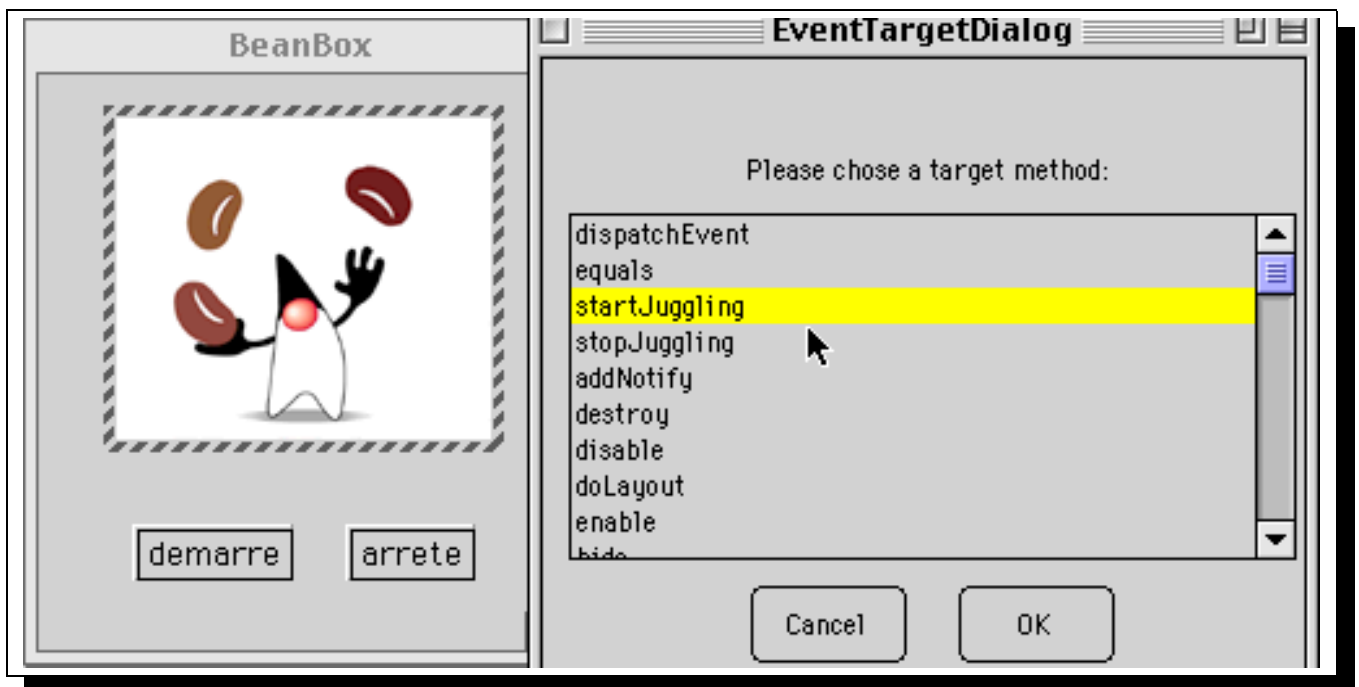 BeanBox
EventTargetDialog
Please chose a target method:
dispatchEvent
equals
startJuggling
stopJuggling
addNotify
destroy
disable
doLayout
enable
hide
demarre
arrete
Cancel
OK